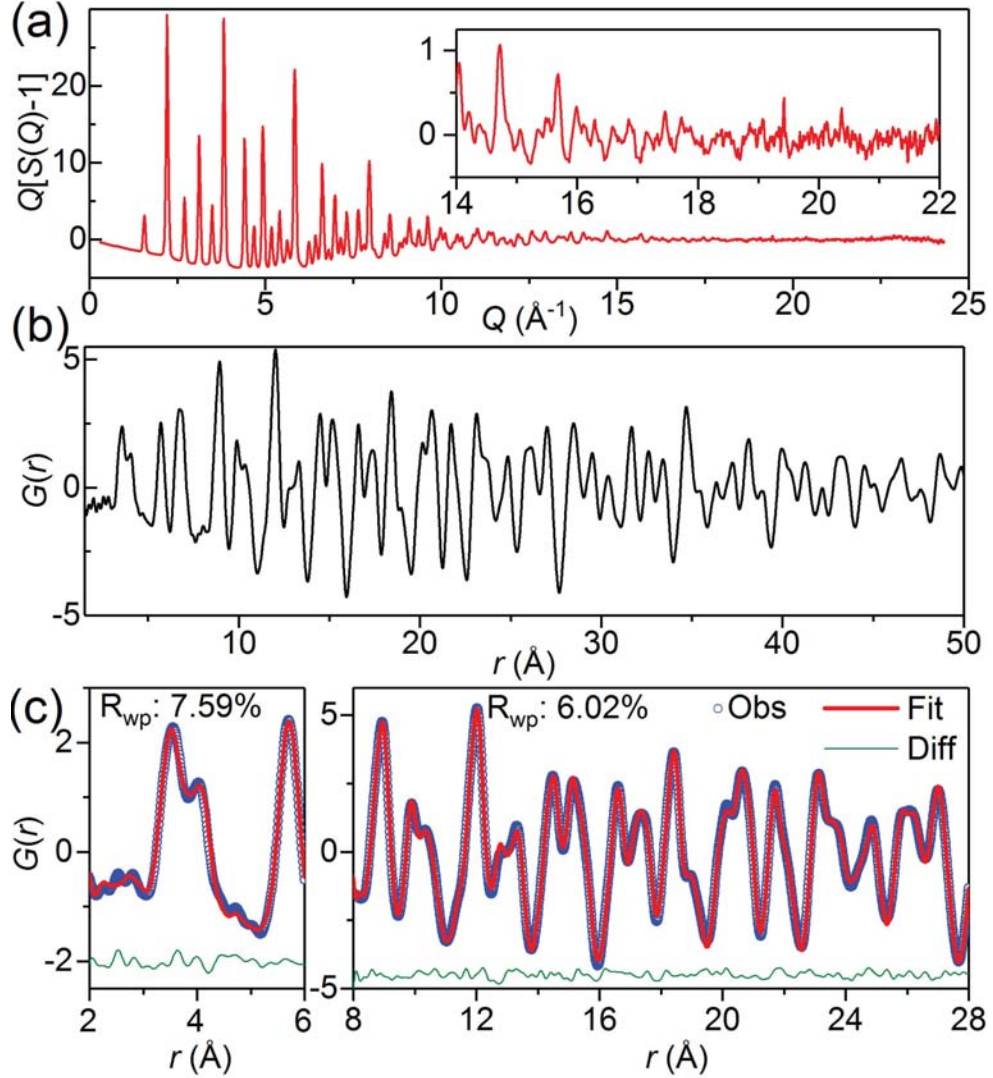 (a)
Q[S(Q)-1]
20
10
0
0 5 10 15 20 25
Q (Å-1)
1
0
14 16 18 20 22
(b)
G(r)
5
0
-5
10 20 30 40 50
r (Å)
(c)
Rwp: 7.59%
G(r)
2
0
-2
2 3 4 5 6
r (Å)
Rwp: 6.02%
Obs
Fit
Diff
5
0
-5
8 12 16 20 24 28
r (Å)